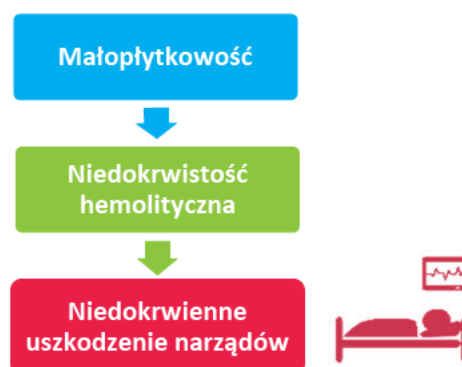 Małopłytkowość
Niedokrwistość
hemolityczna
Niedokrwienne
uszkodzenie narządów